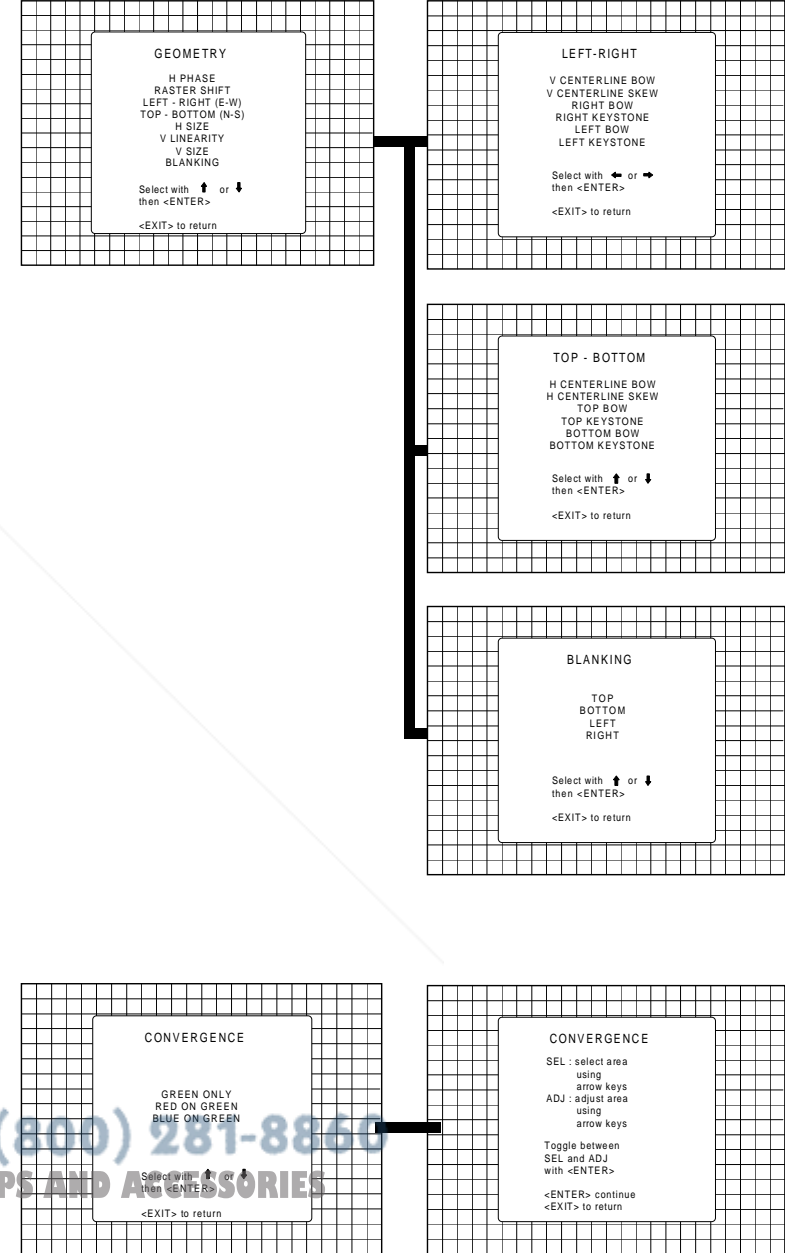 GEOMETRY
H PHASE
RASTER SHIFT
LEFT - RIGHT (E-W)
TOP - BOTTOM (N-S)
H SIZE
V LINEARITY
V SIZE
BLANKING
Select with ⬆ or ⬇
then <ENTER>
<EXIT> to return
LEFT-RIGHT
V CENTERLINE BOW
V CENTERLINE SKEW
RIGHT BOW
RIGHT KEYSTONE
LEFT BOW
LEFT KEYSTONE
Select with ⬅ or ➡
then <ENTER>
<EXIT> to return
TOP - BOTTOM
H CENTERLINE BOW
H CENTERLINE SKEW
TOP BOW
TOP KEYSTONE
BOTTOM BOW
BOTTOM KEYSTONE
Select with ⬆ or ⬇
then <ENTER>
<EXIT> to return
BLANKING
TOP
BOTTOM
LEFT
RIGHT
Select with ⬆ or ⬇
then <ENTER>
<EXIT> to return
CONVERGENCE
GREEN ONLY
RED ON GREEN
BLUE ON GREEN
Select with ⬆ or ⬇
then <ENTER>
<EXIT> to return
(800) 281-8860
PS AND ACCESSORIES
CONVERGENCE
SEL : select area
using
arrow keys
ADJ : adjust area
using
arrow keys
Toggle between
SEL and ADJ
with <ENTER>
<ENTER> continue
<EXIT> to return